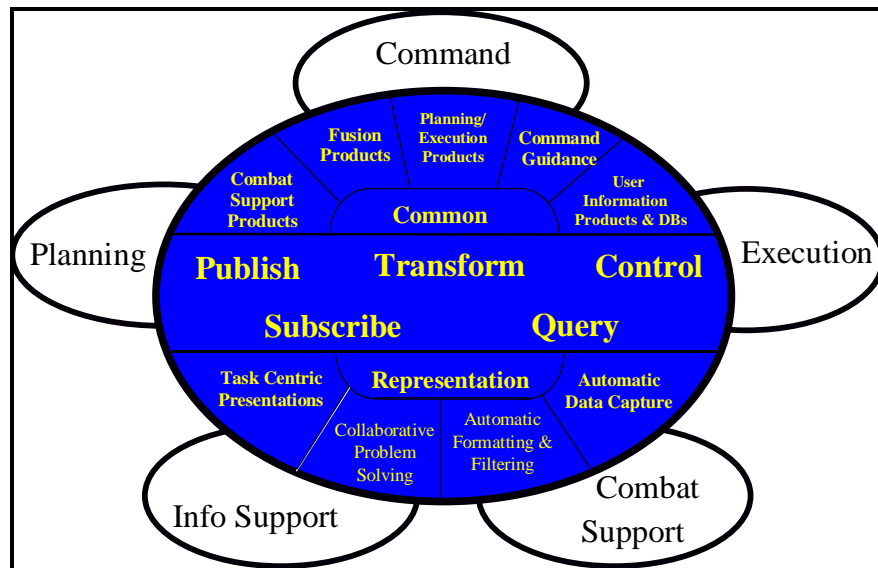 Command
Planning/
Execution
Products
Fusion
Products
Command
Guidance
Combat
Support
Products
User
Information
Products & DBs
Common
Planning
Execution
Publish
Transform
Control
Subscribe
Query
Task Centric
Presentations
Representation
Automatic
Data Capture
Collaborative
Problem
Solving
Automatic
Formatting &
Filtering
Info Support
Combat
Support